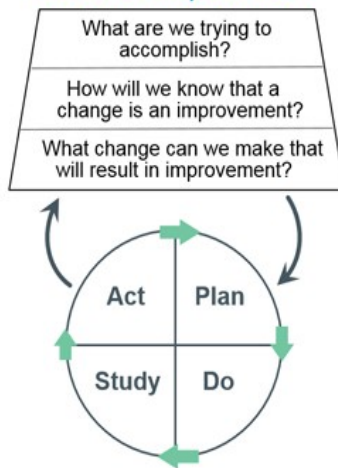 What are we trying to
accomplish?
How will we know that a
change is an improvement?
What change can we make that
will result in improvement?
Act
Plan
Study
Do